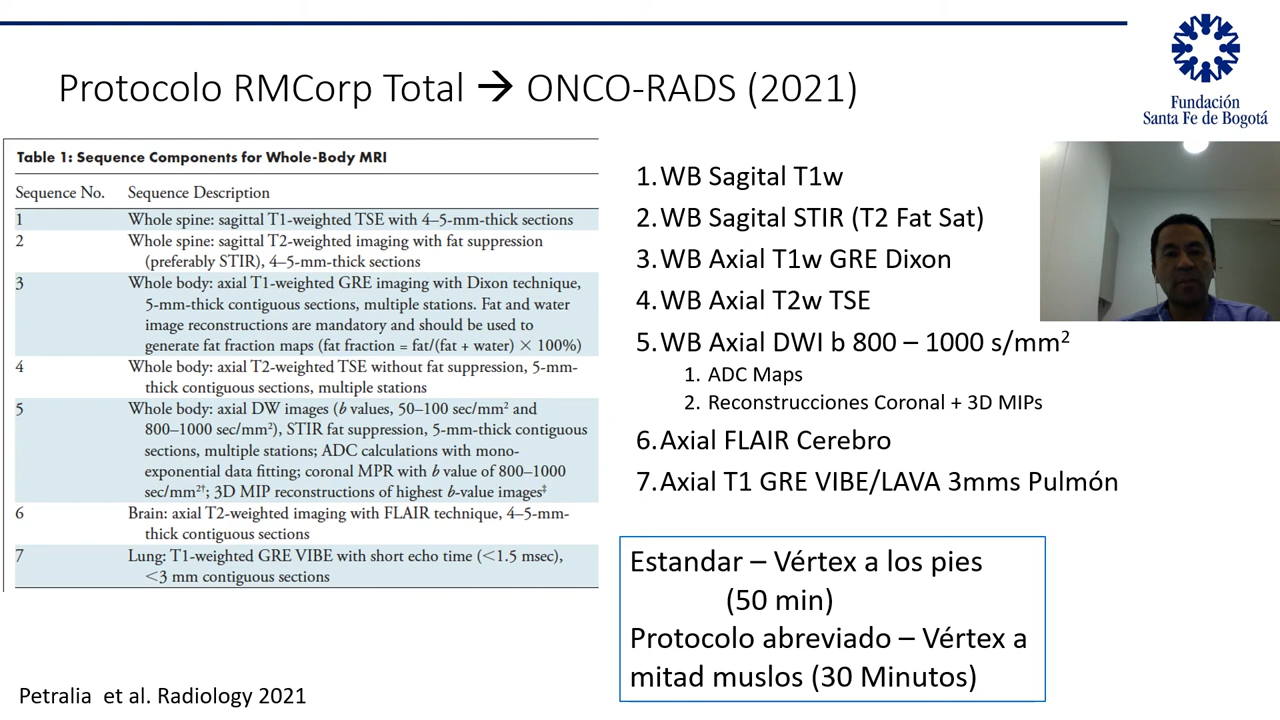 Protocolo RMCorp Total → ONCO-RADS (2021)
Fundación
Santa Fe de Bogotá
Table 1: Sequence Components for Whole-Body MRI
Sequence No. Sequence Description
1 Whole spine: sagittal T1-weighted TSE with 4–5-mm-thick sections
2 Whole spine: sagittal T2-weighted imaging with fat suppression
(preferably STIR), 4–5-mm-thick sections
3 Whole body: axial T1-weighted GRE imaging with Dixon technique,
5-mm-thick contiguous sections, multiple stations. Fat and water
image reconstructions are mandatory and should be used to
generate fat fraction maps (fat fraction = fat/(fat + water) × 100%)
4 Whole body: axial T2-weighted TSE without fat suppression, 5-mm-
thick contiguous sections, multiple stations
5 Whole body: axial DW images (b values, 50–100 sec/mm² and
800–1000 sec/mm²), STIR fat suppression, 5-mm-thick contiguous
sections, multiple stations; ADC calculations with mono-
exponential data fitting; coronal MPR with b value of 800–1000
sec/mm²†; 3D MIP reconstructions of highest b-value images‡
6 Brain: axial T2-weighted imaging with FLAIR technique, 4–5-mm-
thick contiguous sections
7 Lung: T1-weighted GRE VIBE with short echo time (<1.5 msec),
<3 mm contiguous sections
1. WB Sagital T1w
2. WB Sagital STIR (T2 Fat Sat)
3. WB Axial T1w GRE Dixon
4. WB Axial T2w TSE
5. WB Axial DWI b 800 – 1000 s/mm²
1. ADC Maps
2. Reconstrucciones Coronal + 3D MIPs
6. Axial FLAIR Cerebro
7. Axial T1 GRE VIBE/LAVA 3mms Pulmón
Estandar – Vértex a los pies
(50 min)
Protocolo abreviado – Vértex a
mitad muslos (30 Minutos)
Petralia et al. Radiology 2021